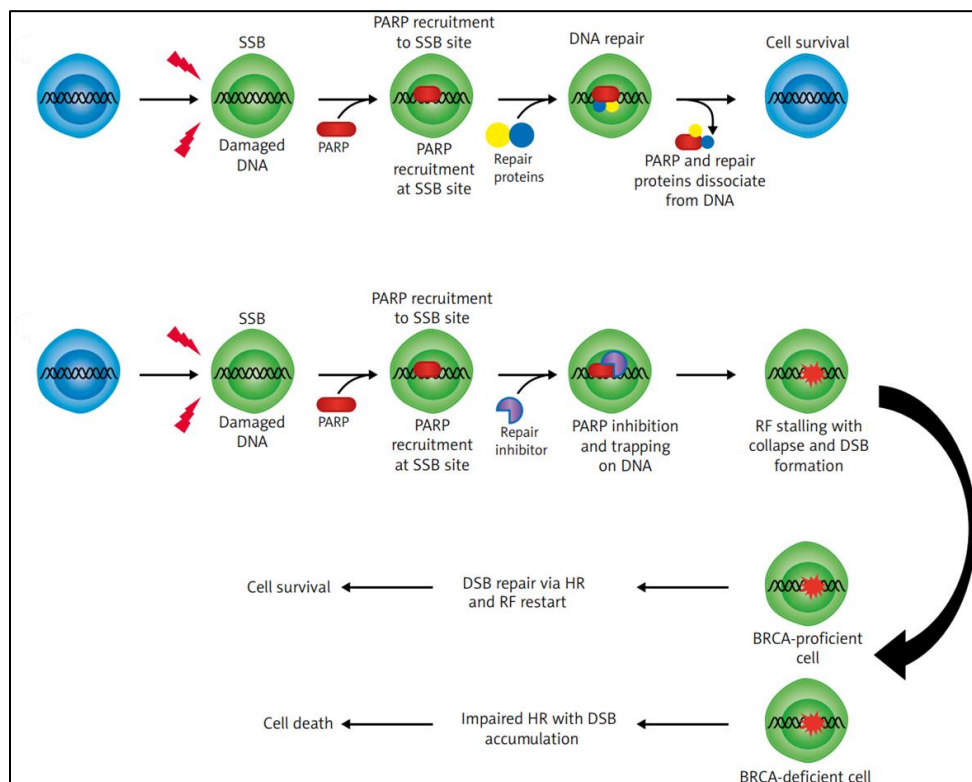 SSB
PARP recruitment
to SSB site
DNA repair
Cell survival
Damaged
DNA
PARP
PARP
recruitment
at SSB site
Repair
proteins
PARP and repair
proteins dissociate
from DNA
SSB
PARP recruitment
to SSB site
Damaged
DNA
PARP
PARP
recruitment
at SSB site
Repair
inhibitor
PARP inhibition
and trapping
on DNA
RF stalling with
collapse and DSB
formation
Cell survival
DSB repair via HR
and RF restart
BRCA-proficient
cell
Cell death
Impaired HR with DSB
accumulation
BRCA-deficient cell